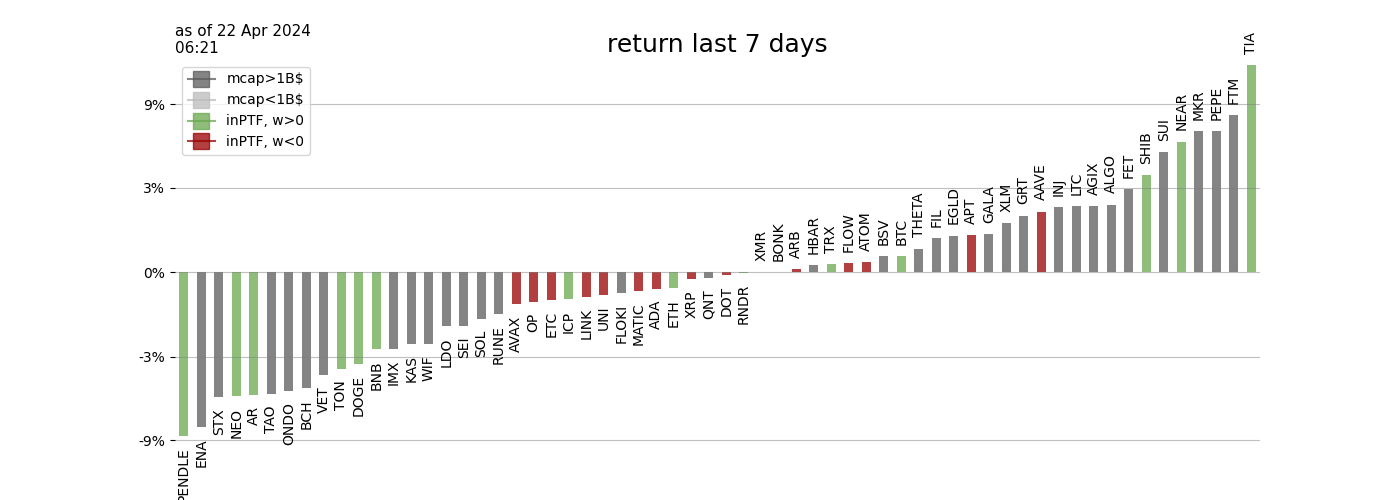 as of 22 Apr 2024
06:21
return last 7 days
mcap>1B$
mcap<1B$
inPTF, w>0
inPTF, w<0
9%
3%
0%
-3%
-9%
PENDLE
ENA
STX
NEO
AR
TAO
ONDO
BCH
VET
TON
DOGE
BNB
IMX
KAS
WIF
LDO
SEI
SOL
RUNE
AVAX
OP
ETC
ICP
LINK
UNI
FLOKI
MATIC
ADA
ETH
XRP
QNT
DOT
RNDR
XMR
BONK
ARB
HBAR
TRX
FLOW
ATOM
BSV
BTC
THETA
FIL
EGLD
APT
GALA
XLM
GRT
AAVE
INJ
LTC
AGIX
ALGO
FET
SHIB
SUI
NEAR
MKR
PEPE
FTM
TIA